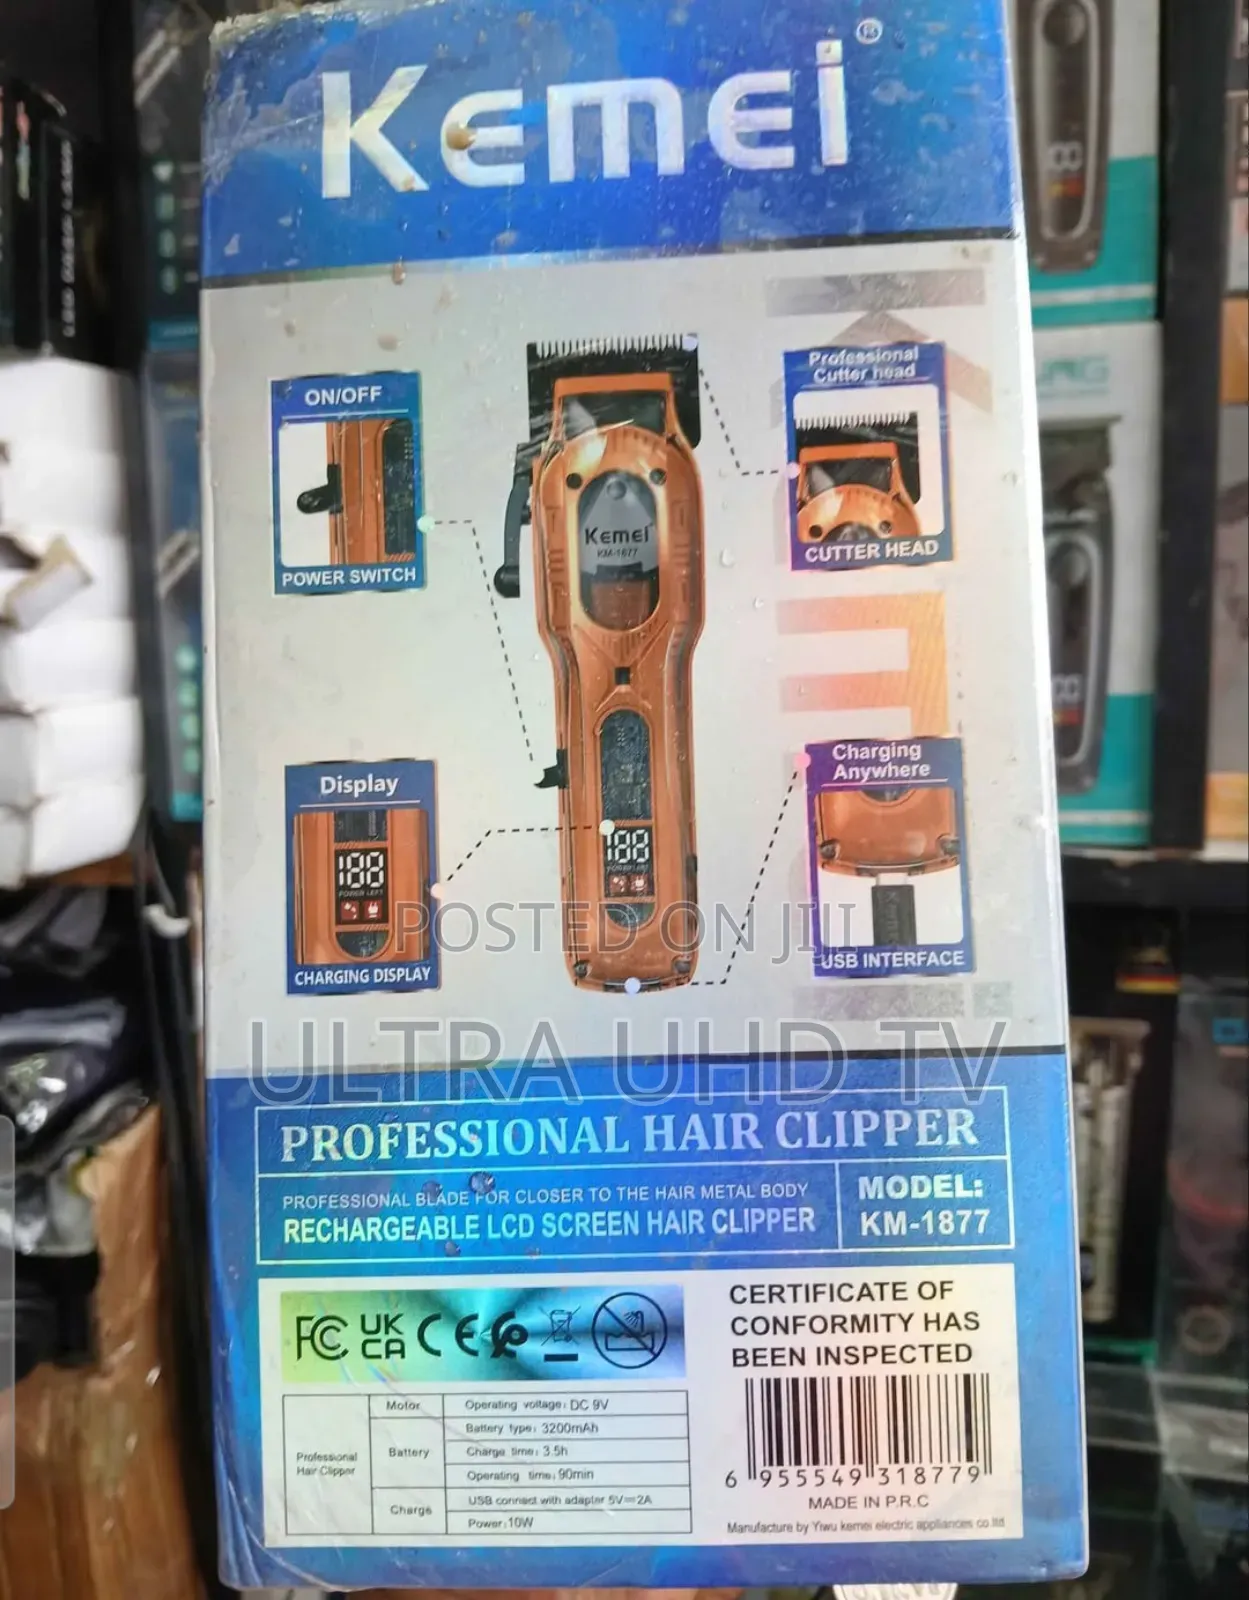 Kemei®
ON/OFF
POWER SWITCH
Professional
Cutter head
CUTTER HEAD
Kemei
KM-1877
Display
188
POWER LEFT
CHARGING DISPLAY
188
Charging
Anywhere
USB INTERFACE
POSTED ON JIJI
ULTRA UHD TV
PROFESSIONAL HAIR CLIPPER
PROFESSIONAL BLADE FOR CLOSER TO THE HAIR METAL BODY
RECHARGEABLE LCD SCREEN HAIR CLIPPER
MODEL:
KM-1877
FC UK CA CE
CERTIFICATE OF
CONFORMITY HAS
BEEN INSPECTED
Professional
Hair Clipper
Motor
Operating voltage: DC 9V
Battery
Battery type: 3200mAh
Charge time: 3.5h
Operating time: 90min
Charge
USB connect with adapter 5V=2A
Power:10W
6 955549 318779
MADE IN P.R.C
Manufacture by Yiwu kemei electric appliances co.ltd